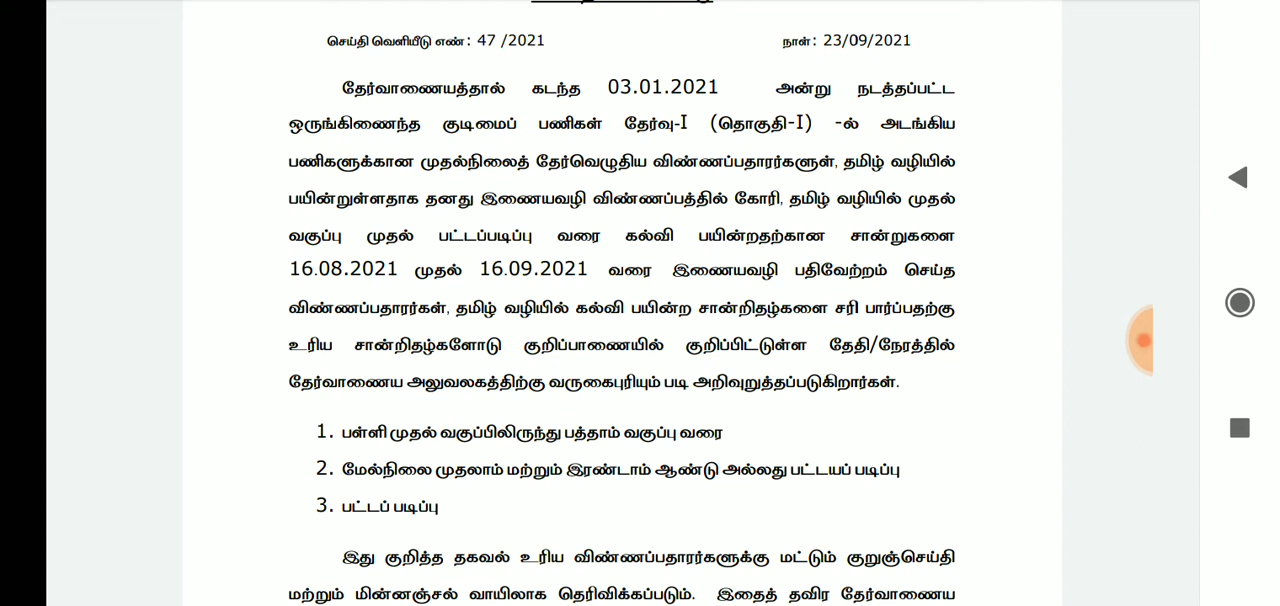 செய்தி வெளியீடு எண்: 47 /2021 நாள்: 23/09/2021
தேர்வாணையத்தால் கடந்த 03.01.2021 அன்று நடத்தப்பட்ட
ஒருங்கிணைந்த குடிமைப் பணிகள் தேர்வு-I (தொகுதி-I) -ல் அடங்கிய
பணிகளுக்கான முதல்நிலைத் தேர்வெழுதிய விண்ணப்பதாரர்களுள், தமிழ் வழியில்
பயின்றுள்ளதாக தனது இணையவழி விண்ணப்பத்தில் கோரி, தமிழ் வழியில் முதல்
வகுப்பு முதல் பட்டப்படிப்பு வரை கல்வி பயின்றதற்கான சான்றுகளை
16.08.2021 முதல் 16.09.2021 வரை இணையவழி பதிவேற்றம் செய்த
விண்ணப்பதாரர்கள், தமிழ் வழியில் கல்வி பயின்ற சான்றிதழ்களை சரி பார்ப்பதற்கு
உரிய சான்றிதழ்களோடு குறிப்பாணையில் குறிப்பிட்டுள்ள தேதி/நேரத்தில்
தேர்வாணைய அலுவலகத்திற்கு வருகைபுரியும் படி அறிவுறுத்தப்படுகிறார்கள்.
1. பள்ளி முதல் வகுப்பிலிருந்து பத்தாம் வகுப்பு வரை
2. மேல்நிலை முதலாம் மற்றும் இரண்டாம் ஆண்டு அல்லது பட்டயப் படிப்பு
3. பட்டப் படிப்பு
இது குறித்த தகவல் உரிய விண்ணப்பதாரர்களுக்கு மட்டும் குறுஞ்செய்தி
மற்றும் மின்னஞ்சல் வாயிலாக தெரிவிக்கப்படும். இதைத் தவிர தேர்வாணைய